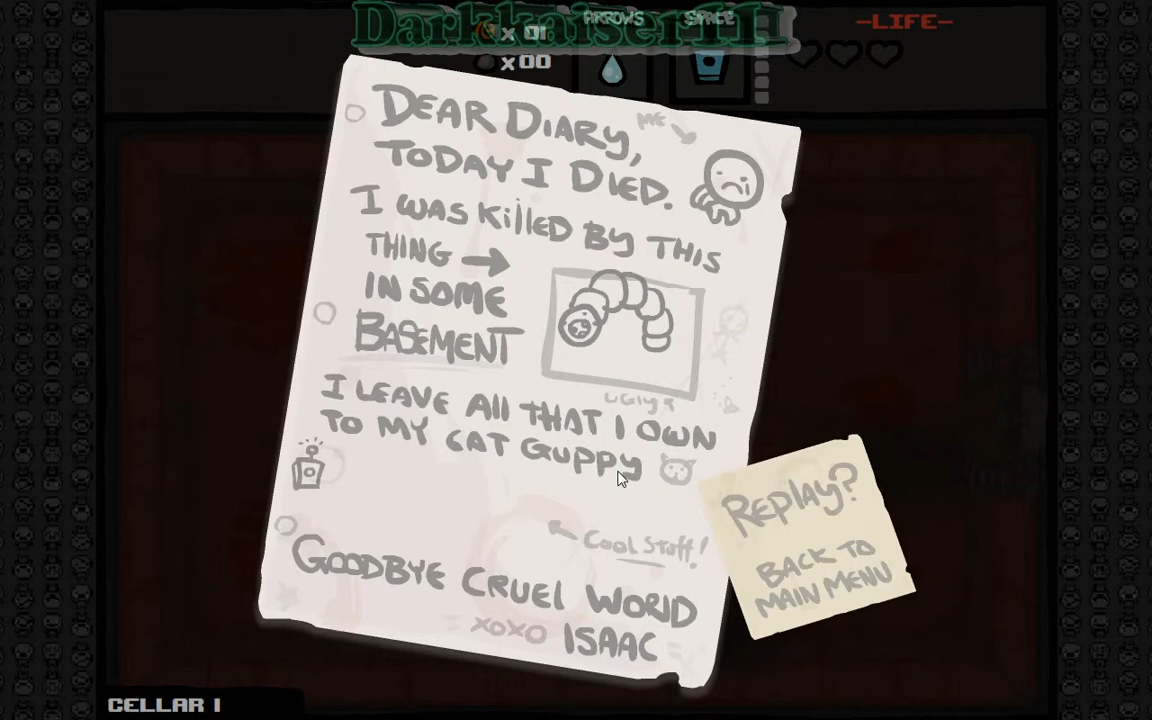 DarkkaiserIII
ARROWS SPACE
-LIFE-
x 01
x00
DEAR DIARY,
ME
TODAY I DIED.
I WAS KILLED BY THIS
THING →
IN SOME
BASEMENT
UGLY
I LEAVE ALL THAT I OWN
TO MY CAT GUPPY
COOL STUFF!
GOODBYE CRUEL WORLD
XOXO ISAAC
REPLAY?
BACK TO
MAIN MENU
CELLAR I